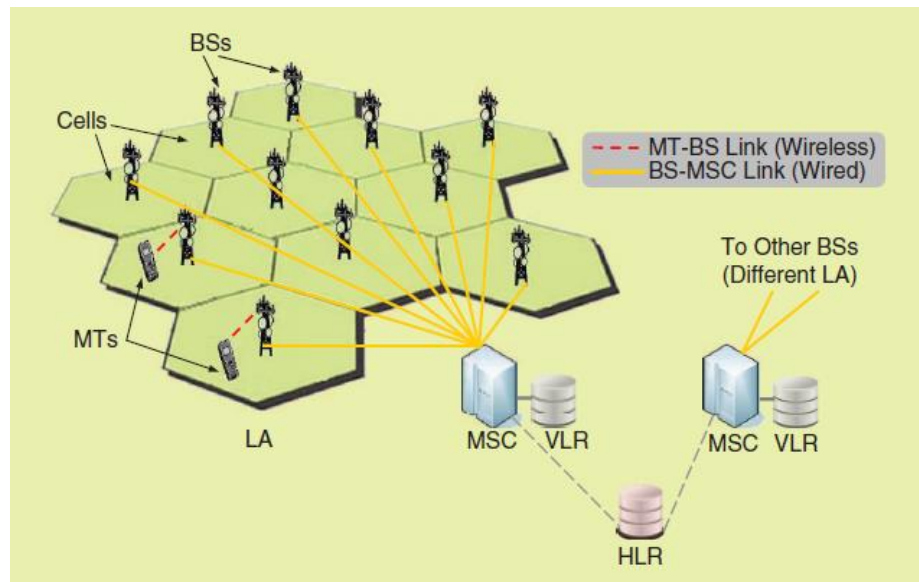 BSs
Cells
MT-BS Link (Wireless)
BS-MSC Link (Wired)
To Other BSs
(Different LA)
MTs
LA
MSC
VLR
MSC
VLR
HLR